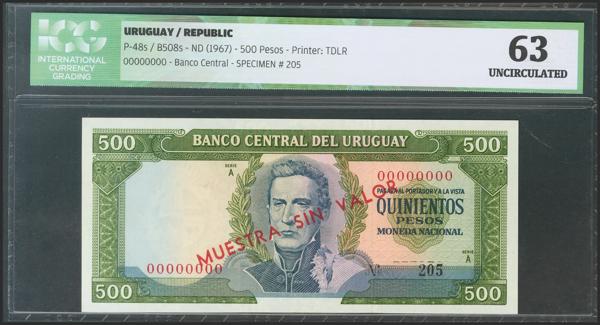 ICG
INTERNATIONAL
CURRENCY
GRADING
URUGUAY / REPUBLIC
P-48s / B508s - ND (1967) - 500 Pesos - Printer: TDLR
00000000 - Banco Central - SPECIMEN # 205
63
UNCIRCULATED
500 BANCO CENTRAL DEL URUGUAY 500
SERIE
A
00000000
PAGARA AL PORTADOR Y A LA VISTA
QUINIENTOS
PESOS
MONEDA NACIONAL
SERIE
A
MUESTRA SIN VALOR
00000000
Nº 205
500 500